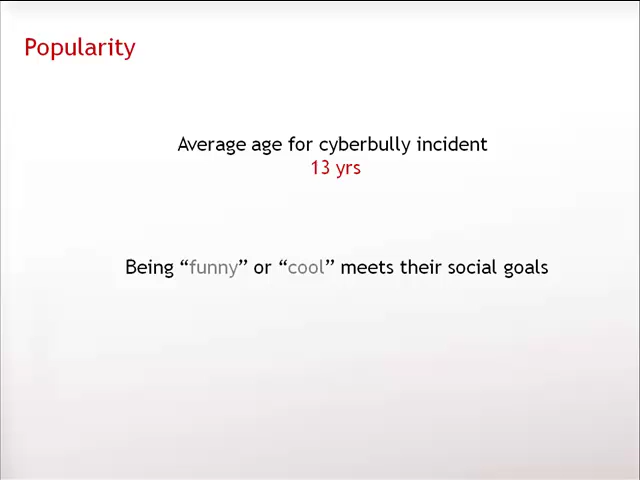 Popularity
Average age for cyberbully incident
13 yrs
Being “funny” or “cool” meets their social goals